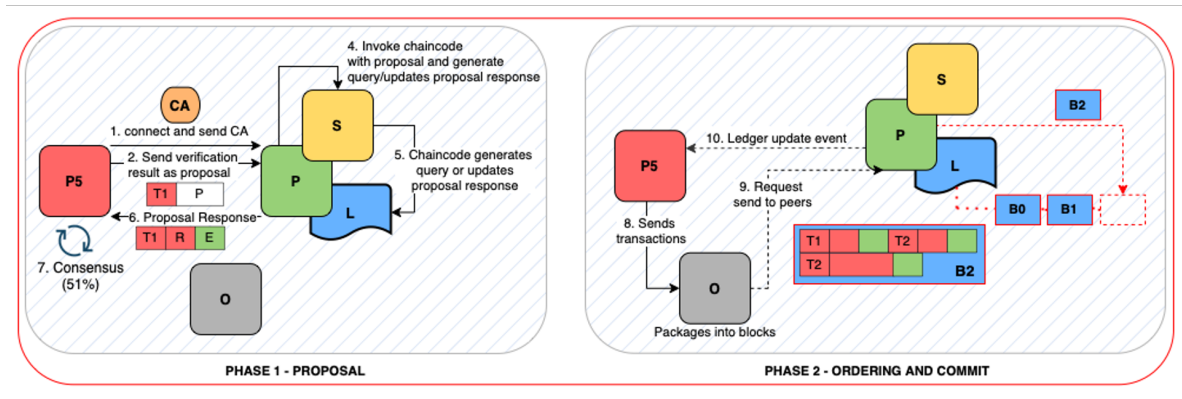 4. Invoke chaincode
with proposal and generate
query/updates proposal response
CA
1. connect and send CA
S
2. Send verification
result as proposal
5. Chaincode generates
query or updates
proposal response
P5
P
T1 P
L
6. Proposal Response
T1 R E
7. Consensus
(51%)
O
PHASE 1 - PROPOSAL
S
B2
P
10. Ledger update event
P5
L
9. Request
send to peers
8. Sends
transactions
B0 B1
T1 T2
T2
B2
O
Packages into blocks
PHASE 2 - ORDERING AND COMMIT